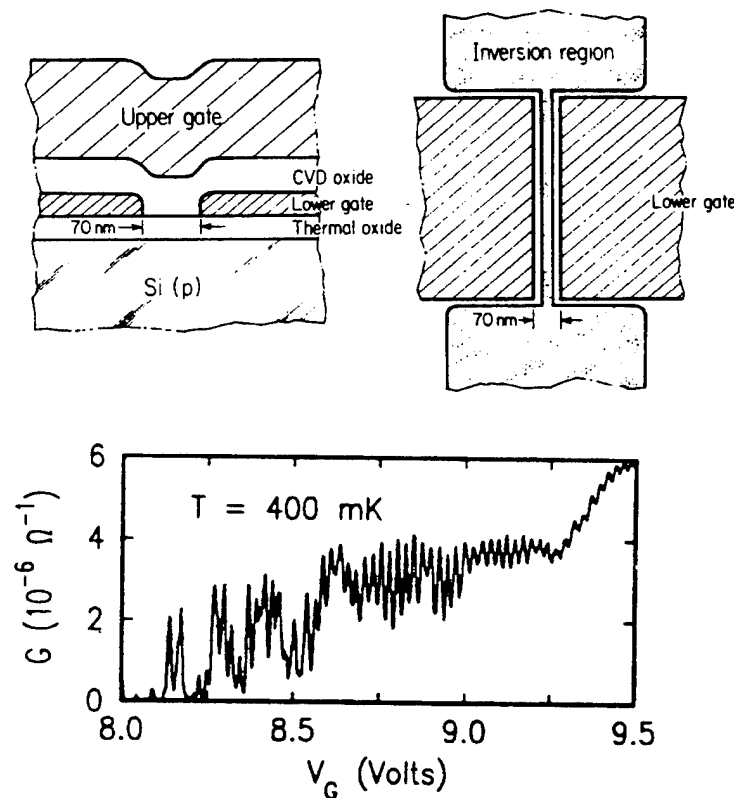 Upper gate
CVD oxide
Lower gate
70 nm
Thermal oxide
Si (p)
Inversion region
Lower gate
70 nm
6
4
2
0
G (10⁻⁶ Ω⁻¹)
T = 400 mK
8.0
8.5
9.0
9.5
V_G (Volts)